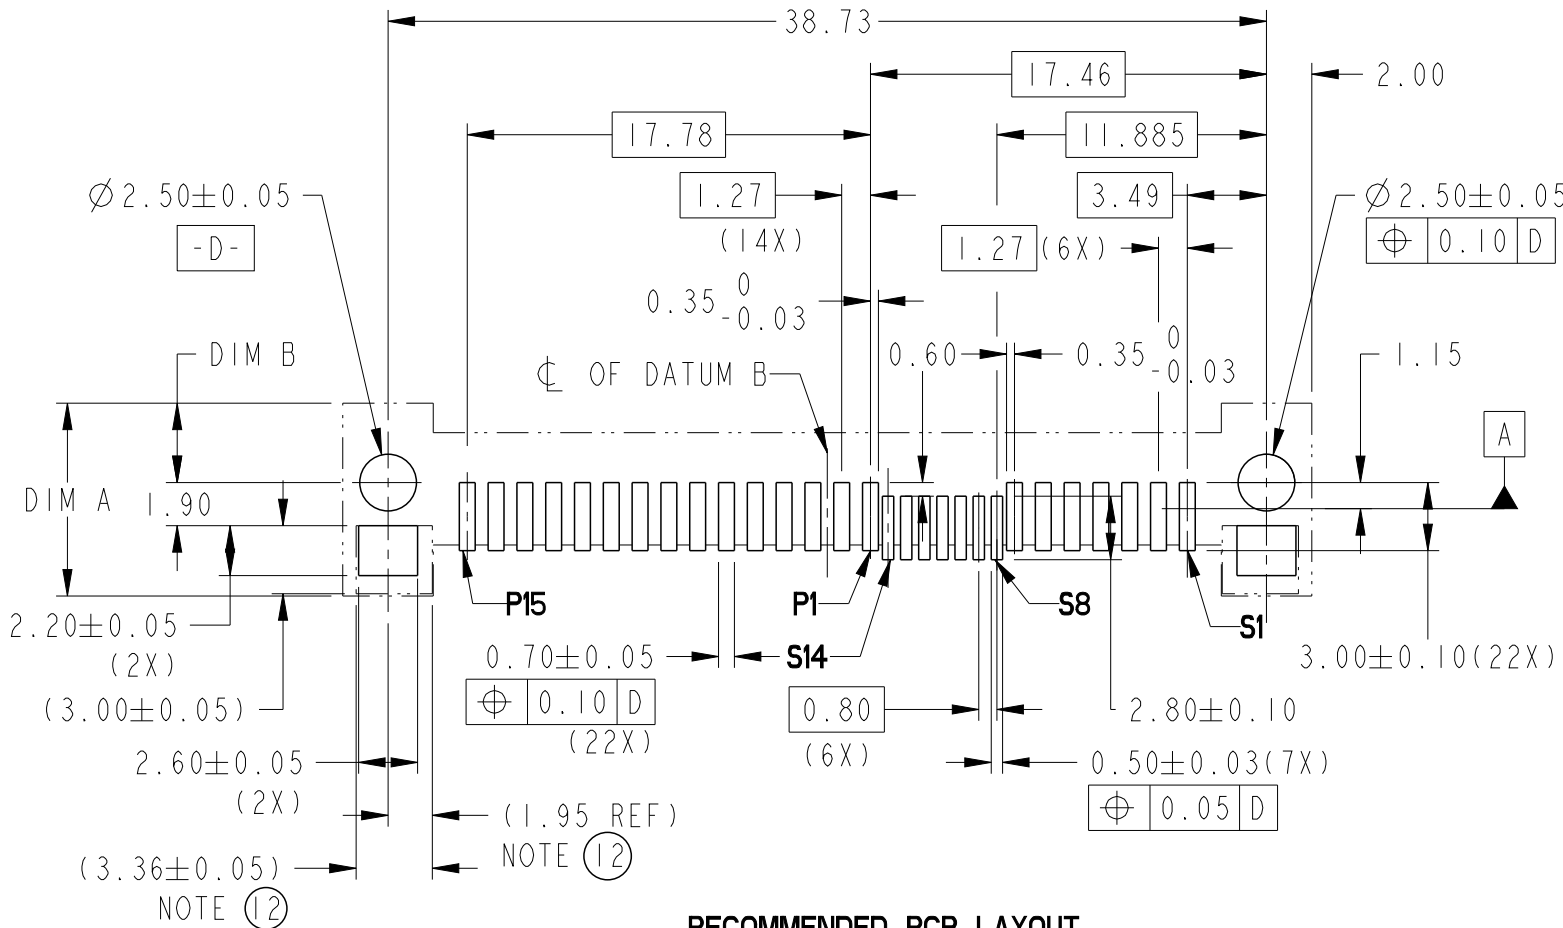 38.73
17.46
2.00
17.78
11.885
⌀2.50±0.05
-D-
1.27
(14X)
3.49
⌀2.50±0.05
⌖ 0.10 D
1.27 (6X)
0.35 0 -0.03
DIM B
℄ OF DATUM B
0.60
0.35 0 -0.03
1.15
A
DIM A
1.90
P15
P1
S8
S1
2.20±0.05
(2X)
0.70±0.05
S14
3.00±0.10(22X)
(3.00±0.05)
⌖ 0.10 D
(22X)
0.80
(6X)
2.80±0.10
2.60±0.05
(2X)
0.50±0.03(7X)
⌖ 0.05 D
(1.95 REF)
NOTE 12
(3.36±0.05)
NOTE 12
RECOMMENDED PCB LAYOUT